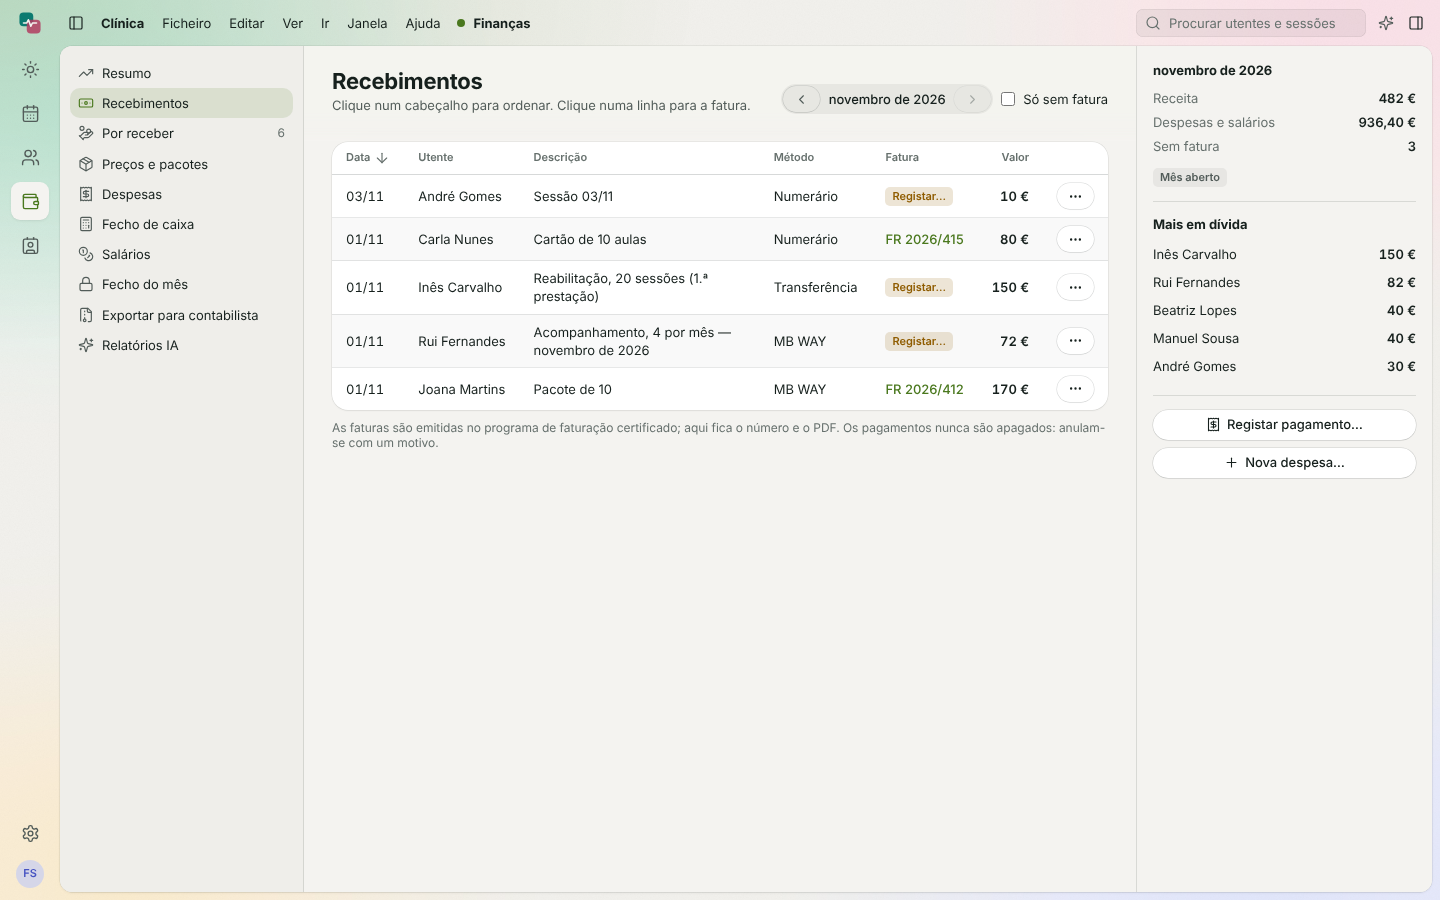 Clínica Ficheiro Editar Ver Ir Janela Ajuda Finanças
Procurar utentes e sessões
Resumo
Recebimentos
Por receber 6
Preços e pacotes
Despesas
Fecho de caixa
Salários
Fecho do mês
Exportar para contabilista
Relatórios IA
FS
Recebimentos
Clique num cabeçalho para ordenar. Clique numa linha para a fatura.
novembro de 2026
Só sem fatura
Data Utente Descrição Método Fatura Valor
03/11 André Gomes Sessão 03/11 Numerário Registar... 10 €
01/11 Carla Nunes Cartão de 10 aulas Numerário FR 2026/415 80 €
01/11 Inês Carvalho Reabilitação, 20 sessões (1.ª
prestação) Transferência Registar... 150 €
01/11 Rui Fernandes Acompanhamento, 4 por mês —
novembro de 2026 MB WAY Registar... 72 €
01/11 Joana Martins Pacote de 10 MB WAY FR 2026/412 170 €
As faturas são emitidas no programa de faturação certificado; aqui fica o número e o PDF. Os pagamentos nunca são apagados: anulam-
se com um motivo.
novembro de 2026
Receita 482 €
Despesas e salários 936,40 €
Sem fatura 3
Mês aberto
Mais em dívida
Inês Carvalho 150 €
Rui Fernandes 82 €
Beatriz Lopes 40 €
Manuel Sousa 40 €
André Gomes 30 €
Registar pagamento...
Nova despesa...